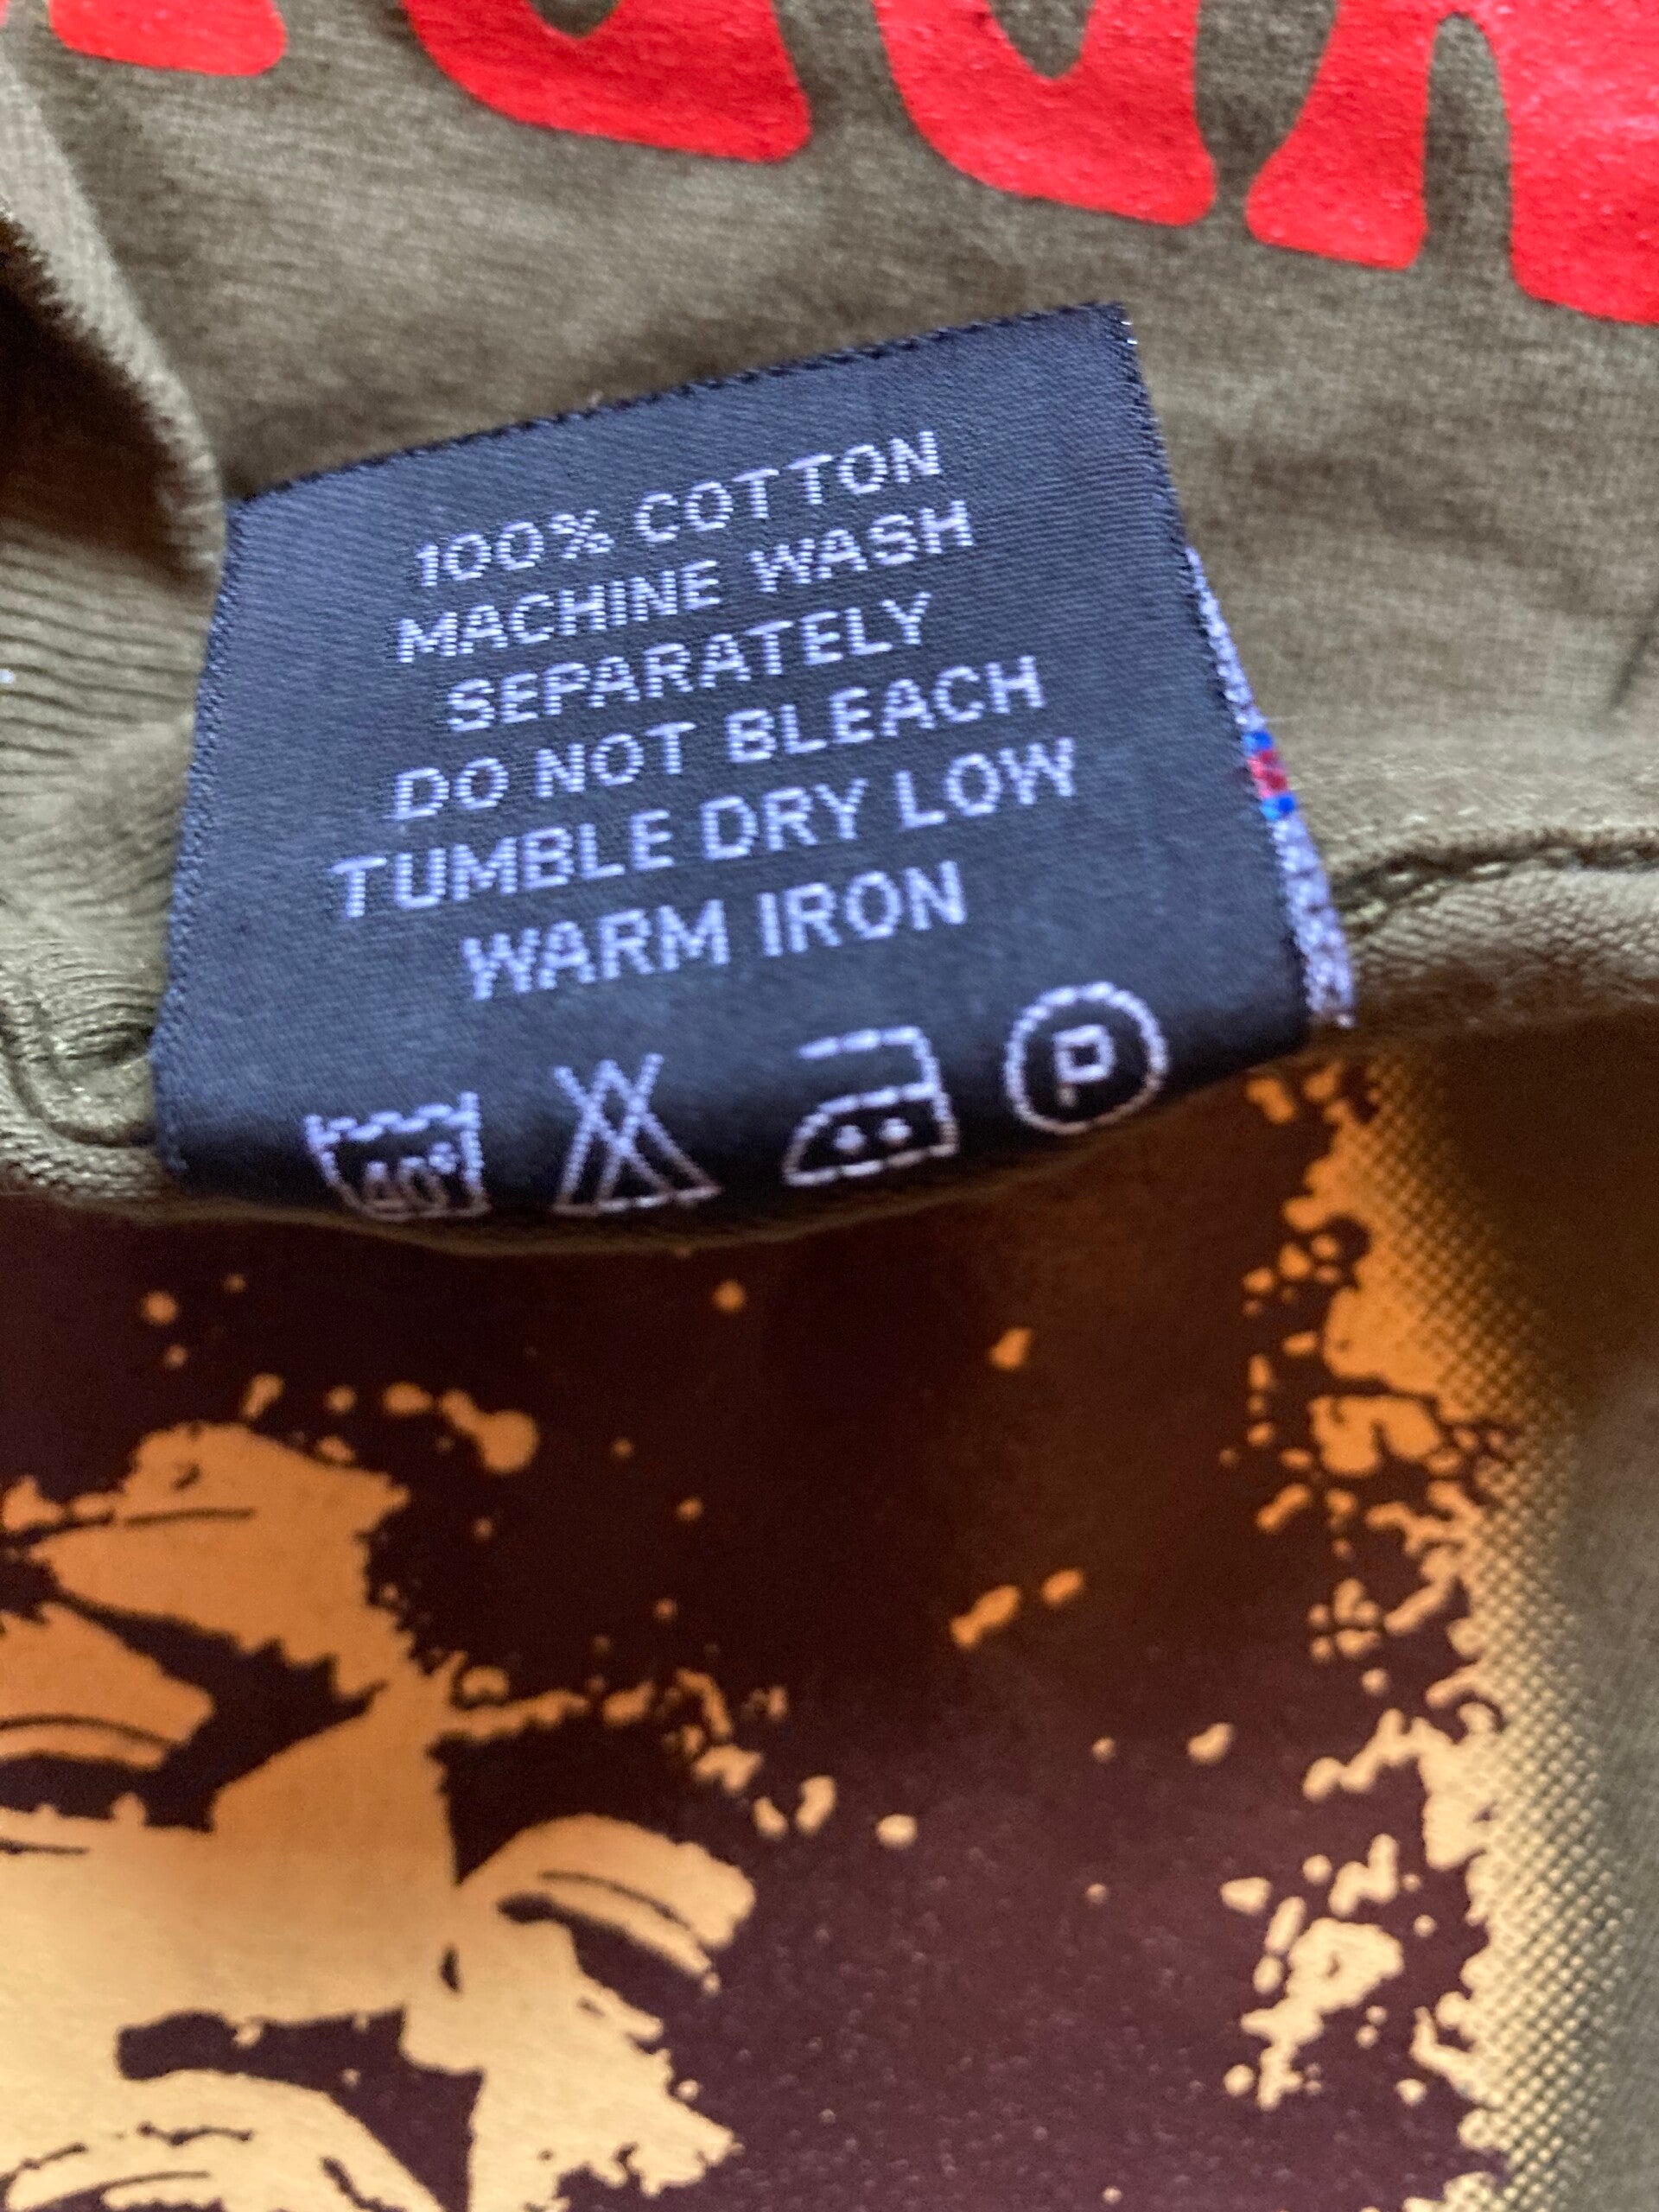 100% COTTON
MACHINE WASH
SEPARATELY
DO NOT BLEACH
TUMBLE DRY LOW
WARM IRON
40° P